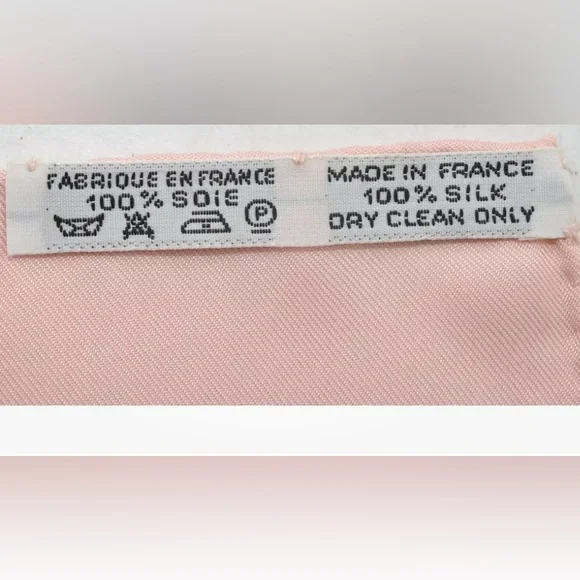 FABRIQUE EN FRANCE
100% SOIE
P
MADE IN FRANCE
100% SILK
DRY CLEAN ONLY